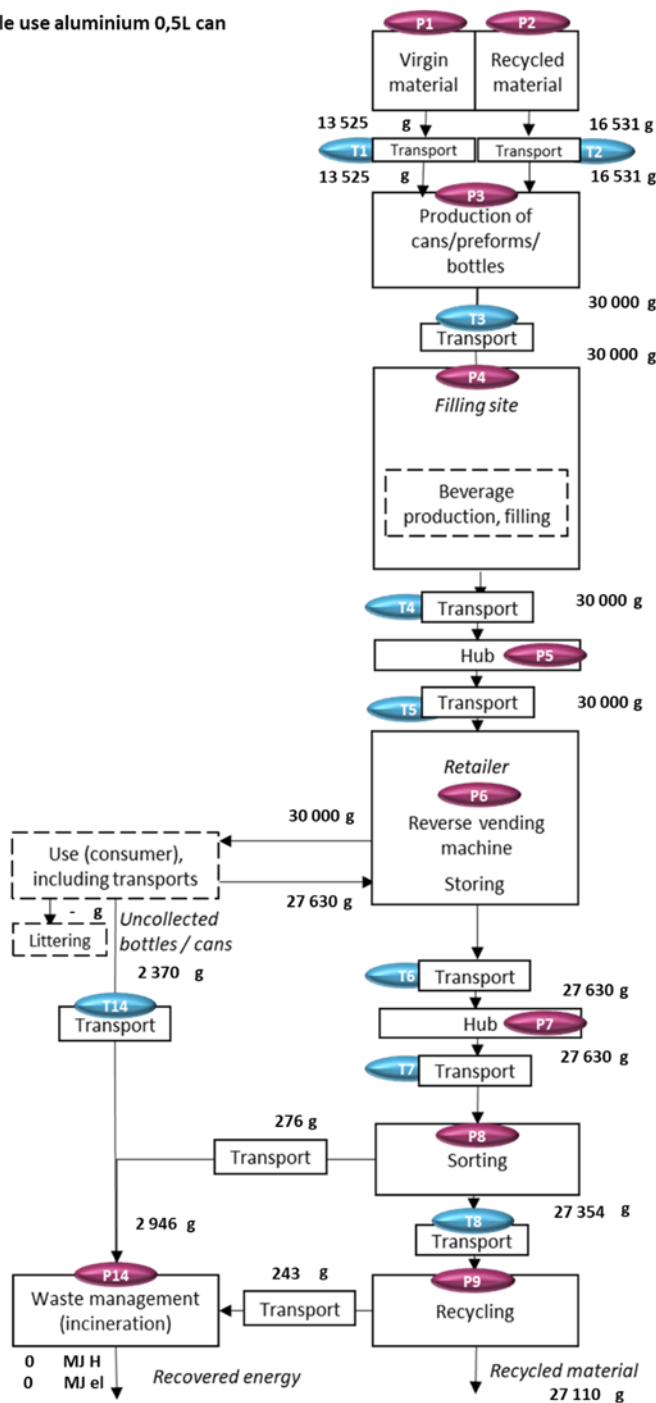 le use aluminium 0,5L can
P1
P2
Virgin
material
Recycled
material
13 525 g
16 531 g
T1
Transport
Transport
T2
13 525 g
16 531 g
P3
Production of
cans/preforms/
bottles
30 000 g
T3
Transport
30 000 g
P4
Filling site
Beverage
production, filling
T4
Transport
30 000 g
Hub
P5
T5
Transport
30 000 g
Retailer
P6
Reverse vending
machine
Storing
30 000 g
Use (consumer),
including transports
27 630 g
- g
Littering
Uncollected
bottles / cans
2 370 g
T14
Transport
T6
Transport
27 630 g
Hub
P7
27 630 g
T7
Transport
276 g
Transport
P8
Sorting
2 946 g
27 354 g
T8
Transport
P14
Waste management
(incineration)
243 g
Transport
P9
Recycling
0 MJ H
0 MJ el
Recovered energy
Recycled material
27 110 g